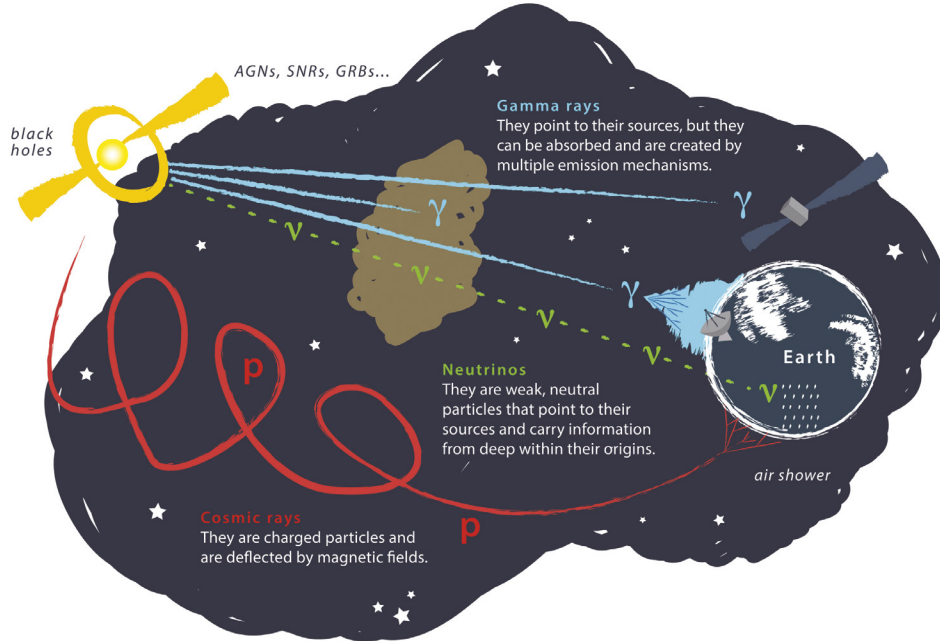 AGNs, SNRs, GRBs...
black
holes
Gamma rays
They point to their sources, but they
can be absorbed and are created by
multiple emission mechanisms.
γ
γ
γ
ν
ν
ν
ν
ν
Earth
p
Neutrinos
They are weak, neutral
particles that point to their
sources and carry information
from deep within their origins.
air shower
Cosmic rays
They are charged particles and
are deflected by magnetic fields.
p